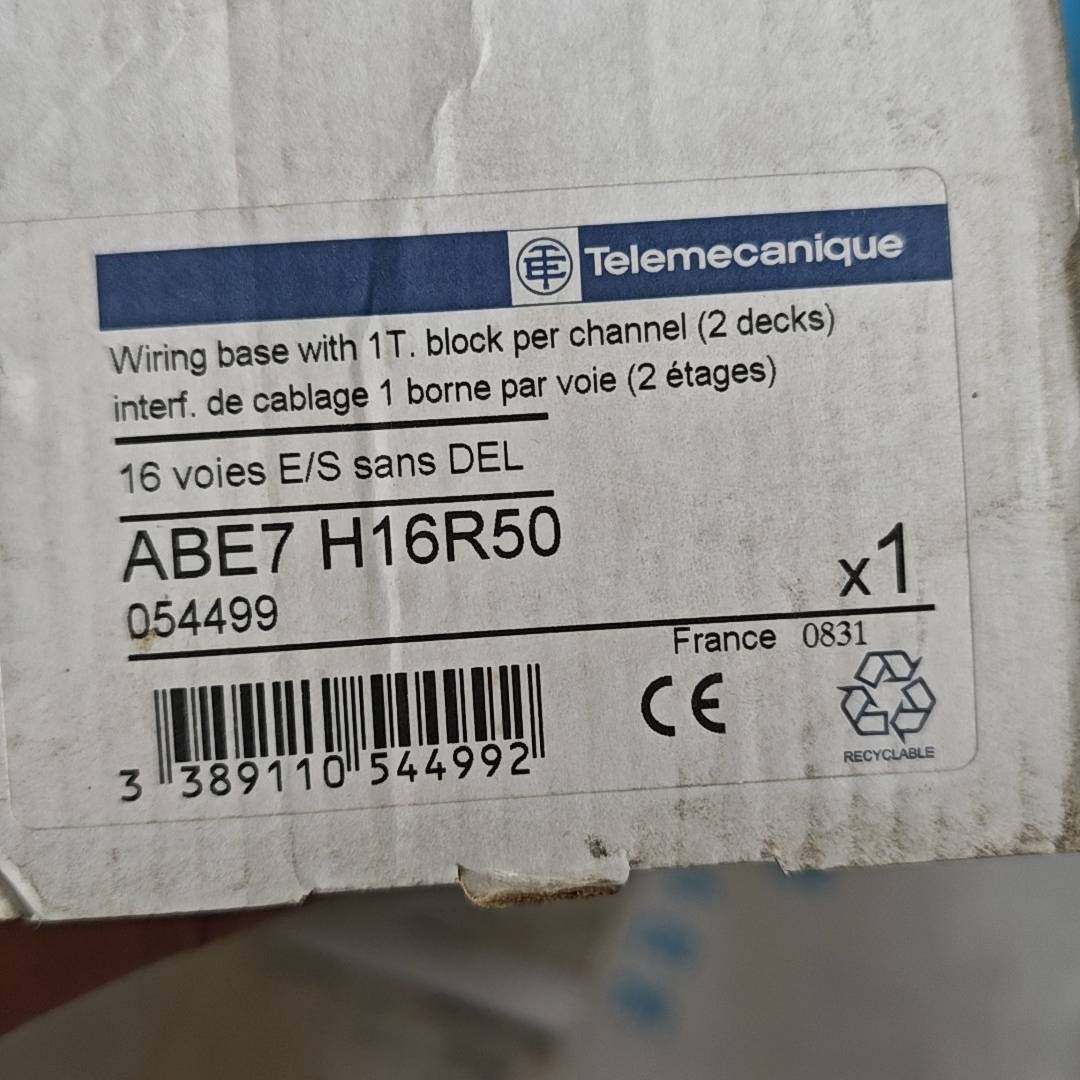 Telemecanique
Wiring base with 1T. block per channel (2 decks)
interf. de cablage 1 borne par voie (2 étages)
16 voies E/S sans DEL
ABE7 H16R50
x1
054499
France 0831
CE
3 389110 544992
RECYCLABLE